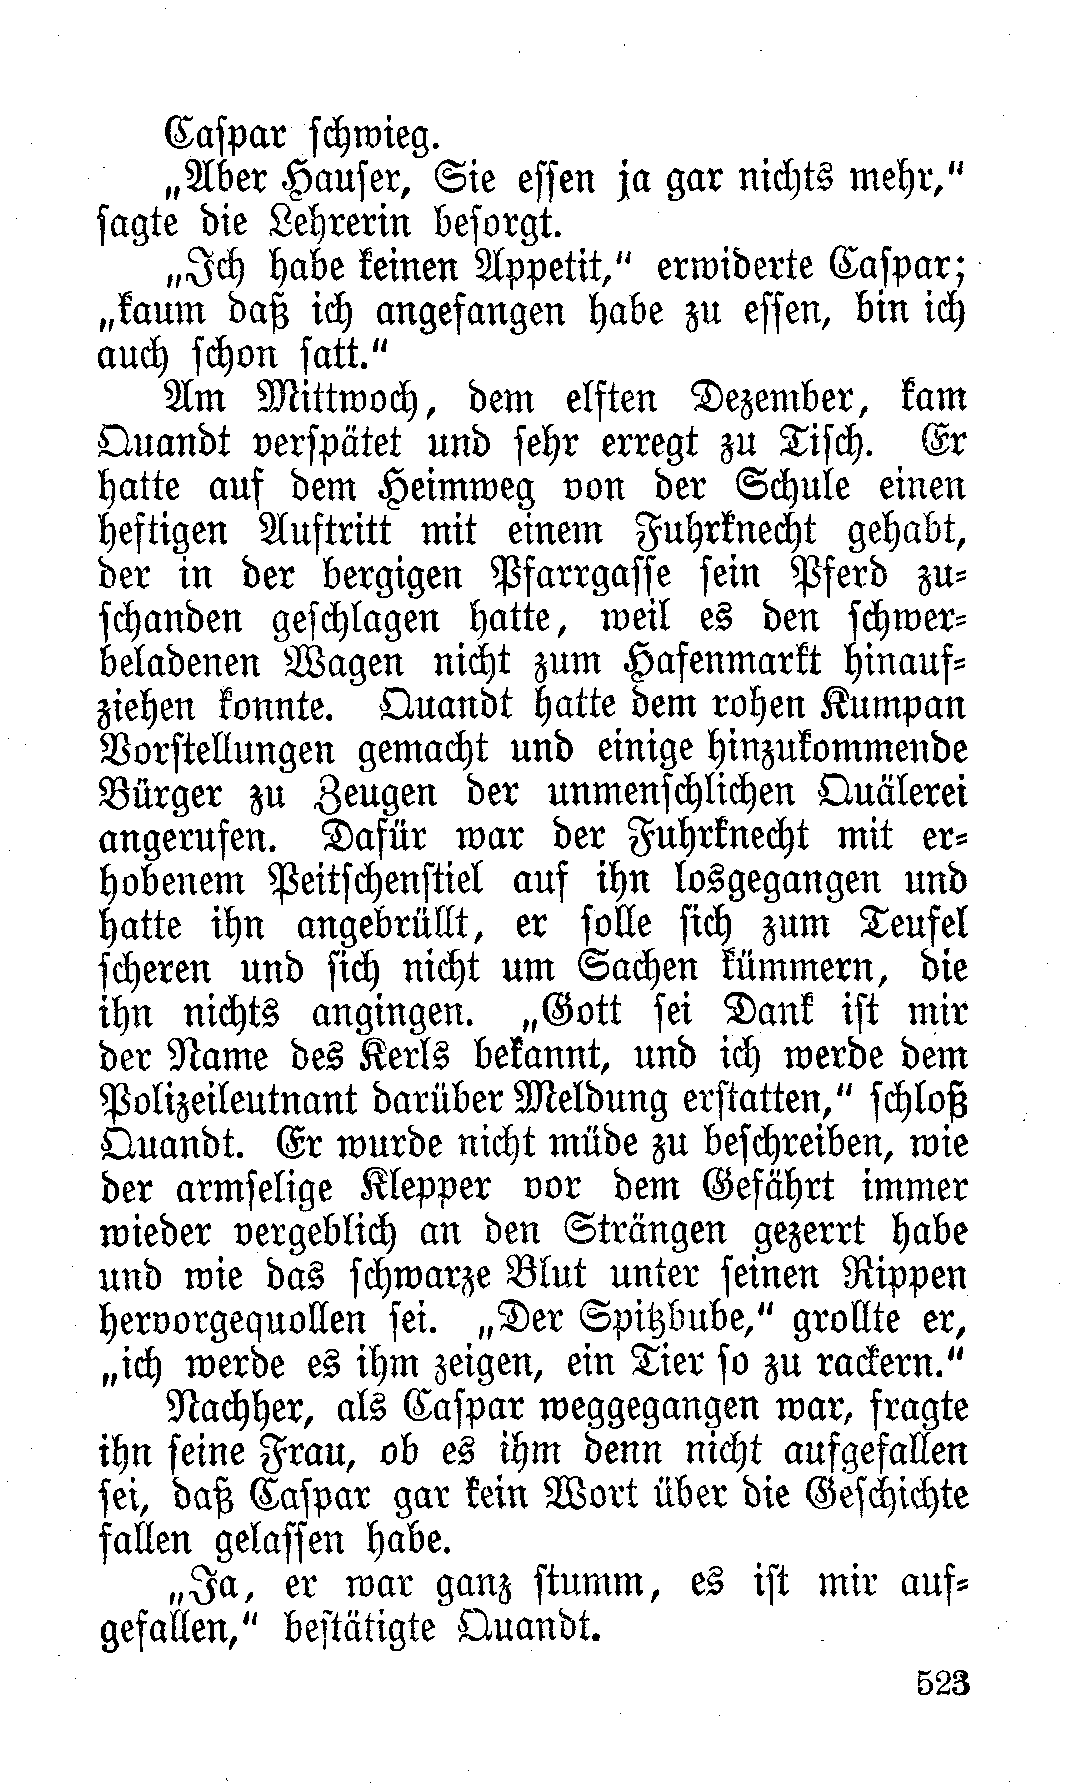 Caspar schwieg.
„Aber Hauser, Sie essen ja gar nichts mehr,“
sagte die Lehrerin besorgt.
„Ich habe keinen Appetit,“ erwiderte Caspar;
„kaum daß ich angefangen habe zu essen, bin ich
auch schon satt.“
Am Mittwoch, dem elften Dezember, kam
Quandt verspätet und sehr erregt zu Tisch. Er
hatte auf dem Heimweg von der Schule einen
heftigen Auftritt mit einem Fuhrknecht gehabt,
der in der bergigen Pfarrgasse sein Pferd zu-
schanden geschlagen hatte, weil es den schwer-
beladenen Wagen nicht zum Hafenmarkt hinauf-
ziehen konnte. Quandt hatte dem rohen Kumpan
Vorstellungen gemacht und einige hinzukommende
Bürger zu Zeugen der unmenschlichen Quälerei
angerufen. Dafür war der Fuhrknecht mit er-
hobenem Peitschenstiel auf ihn losgegangen und
hatte ihn angebrüllt, er solle sich zum Teufel
scheren und sich nicht um Sachen kümmern, die
ihn nichts angingen. „Gott sei Dank ist mir
der Name des Kerls bekannt, und ich werde dem
Polizeileutnant darüber Meldung erstatten,“ schloß
Quandt. Er wurde nicht müde zu beschreiben, wie
der armselige Klepper vor dem Gefährt immer
wieder vergeblich an den Strängen gezerrt habe
und wie das schwarze Blut unter seinen Rippen
hervorgequollen sei. „Der Spitzbube,“ grollte er,
„ich werde es ihm zeigen, ein Tier so zu rackern.“
Nachher, als Caspar weggegangen war, fragte
ihn seine Frau, ob es ihm denn nicht aufgefallen
sei, daß Caspar gar kein Wort über die Geschichte
fallen gelassen habe.
„Ja, er war ganz stumm, es ist mir auf-
gefallen,“ bestätigte Quandt.
523